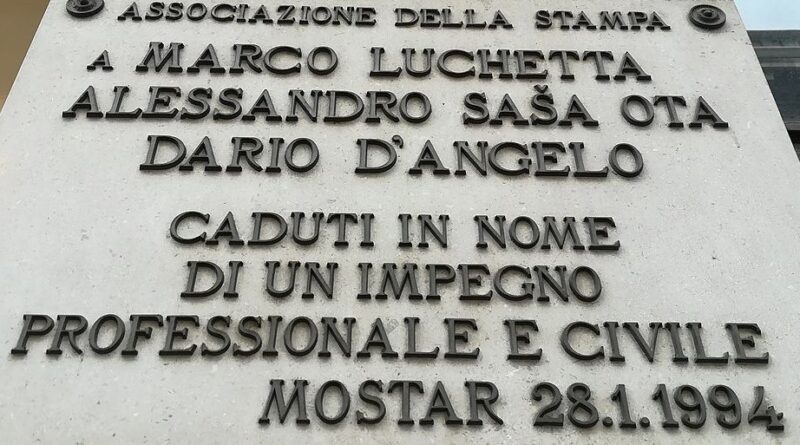 ASSOCIAZIONE DELLA STAMPA
A MARCO LUCHETTA
ALESSANDRO SAŠA OTA
DARIO D'ANGELO
CADUTI IN NOME
DI UN IMPEGNO
PROFESSIONALE E CIVILE
MOSTAR 28.1.1994